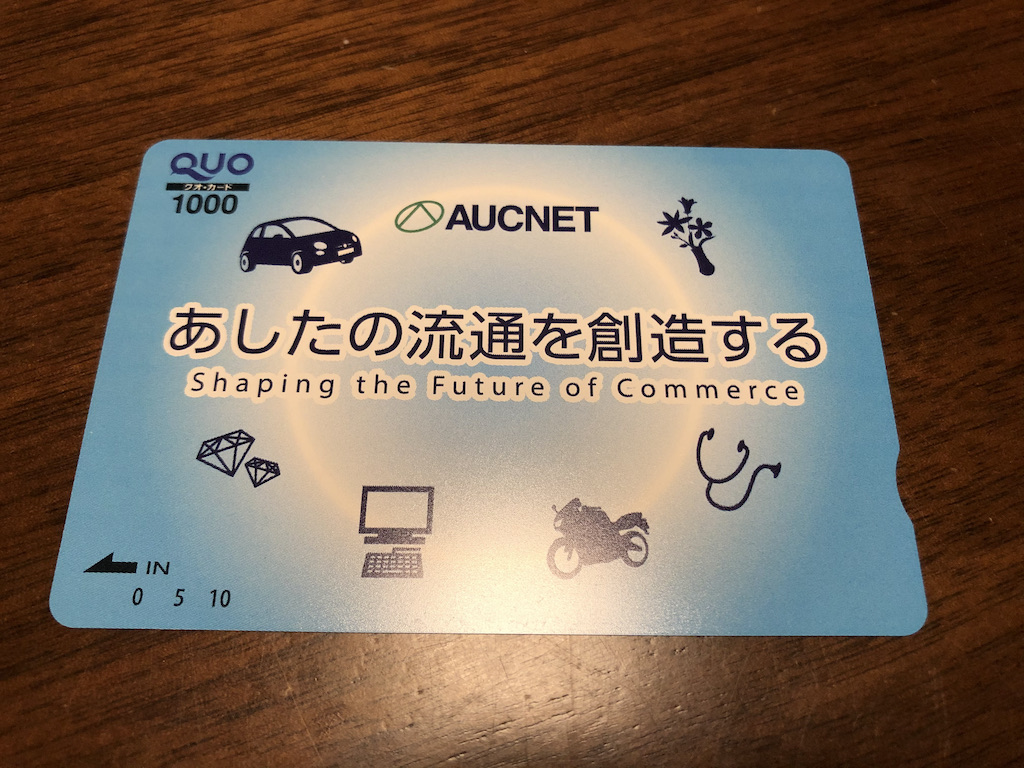 QUO
クオ・カード
1000
AUCNET
あしたの流通を創造する
Shaping the Future of Commerce
IN
0 5 10